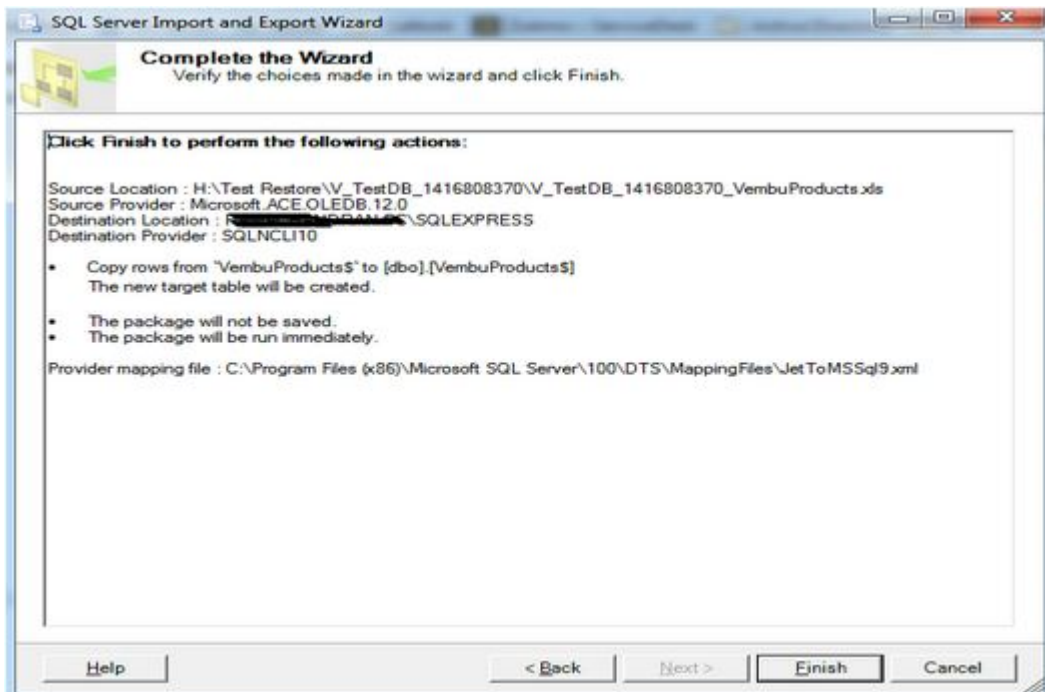 SQL Server Import and Export Wizard
Complete the Wizard
Verify the choices made in the wizard and click Finish.
Click Finish to perform the following actions:
Source Location : H:\Test Restore\V_TestDB_1416808370\V_TestDB_1416808370_VembuProducts.xls
Source Provider : Microsoft.ACE.OLEDB.12.0
Destination Location : \SQLEXPRESS
Destination Provider : SQLNCLI10
• Copy rows from `VembuProducts$` to [dbo].[VembuProducts$]
The new target table will be created.
• The package will not be saved.
• The package will be run immediately.
Provider mapping file : C:\Program Files (x86)\Microsoft SQL Server\100\DTS\MappingFiles\JetToMSSql9.xml
Help < Back Next > Finish Cancel